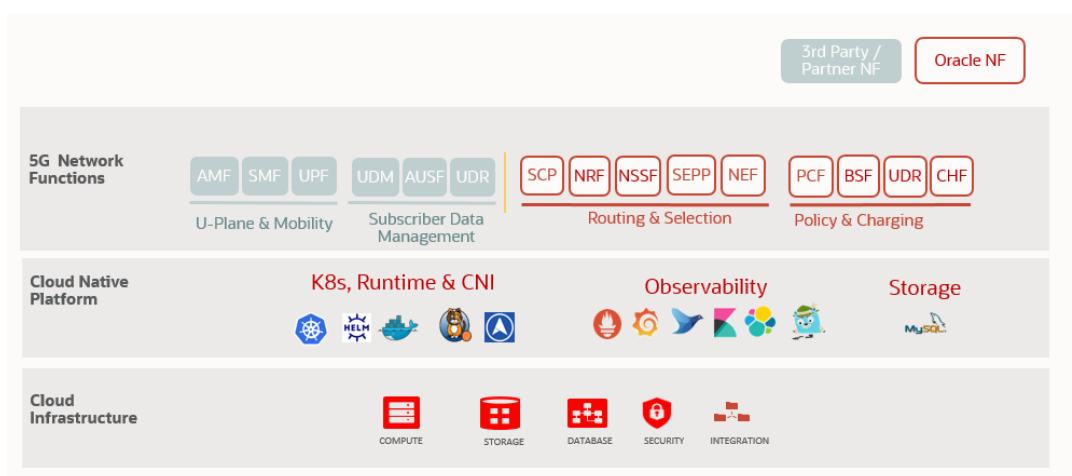 3rd Party /
Partner NF
Oracle NF
5G Network
Functions
AMF SMF UPF UDM AUSF UDR SCP NRF NSSF SEPP NEF PCF BSF UDR CHF
U-Plane & Mobility
Subscriber Data
Management
Routing & Selection
Policy & Charging
Cloud Native
Platform
K8s, Runtime & CNI
Observability
Storage
HELM
MySQL
Cloud
Infrastructure
COMPUTE
STORAGE
DATABASE
SECURITY
INTEGRATION